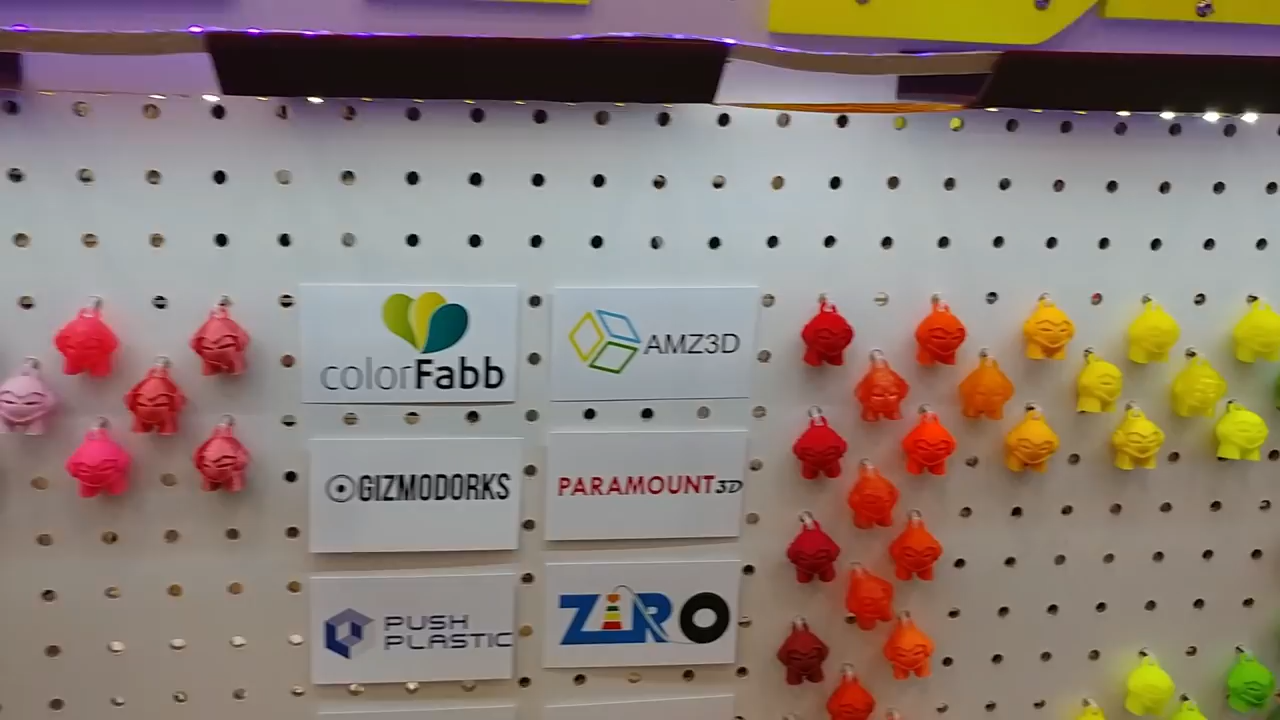 colorFabb
AMZ3D
GIZMODORKS
PARAMOUNT3D
PUSH
PLASTIC
ZIRO